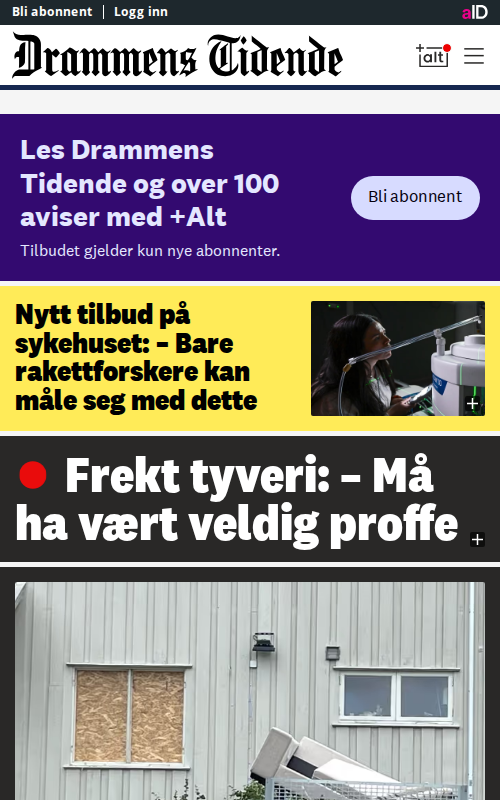 Bli abonnent
Logg inn
aID
Drammens Tidende
+alt
Les Drammens
Tidende og over 100
aviser med +Alt
Tilbudet gjelder kun nye abonnenter.
Bli abonnent
Nytt tilbud på
sykehuset: – Bare
rakettforskere kan
måle seg med dette
Frekt tyveri: – Må
ha vært veldig proffe